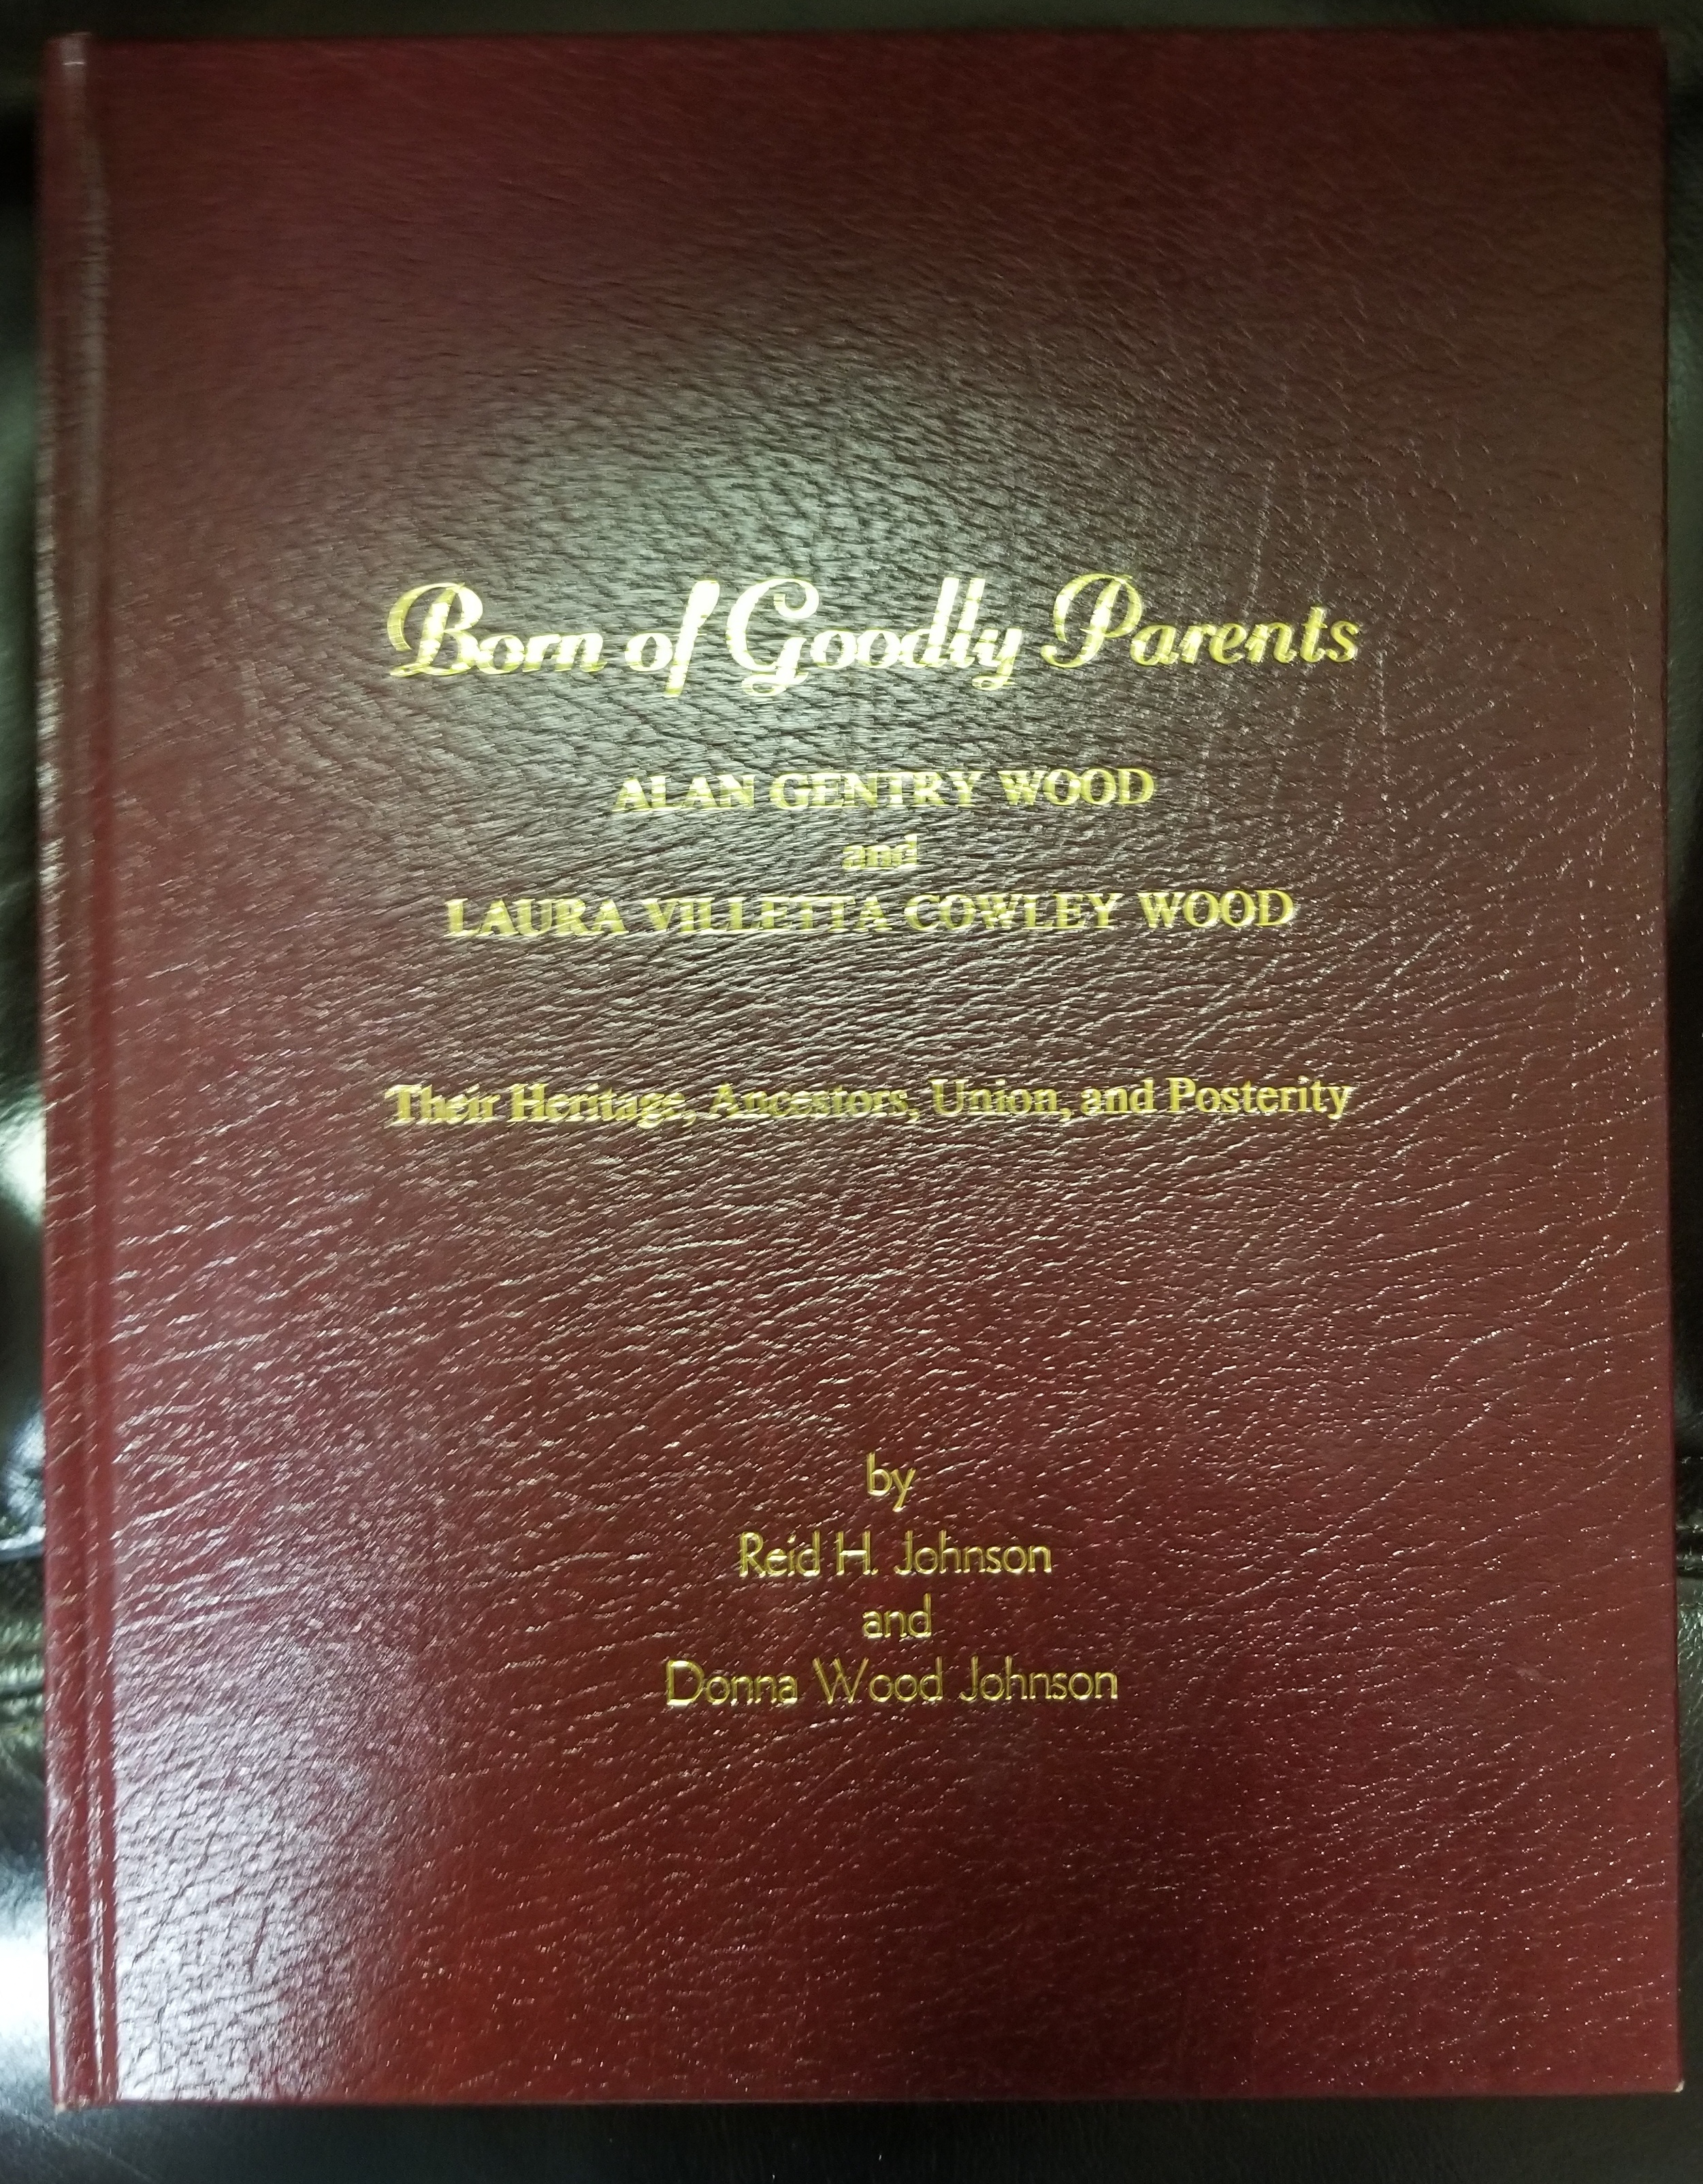 Born of Goodly Parents
ALAN GENTRY WOOD
and
LAURA VILLETTA COWLEY WOOD
Their Heritage, Ancestors, Union, and Posterity
by
Reid H. Johnson
and
Donna Wood Johnson